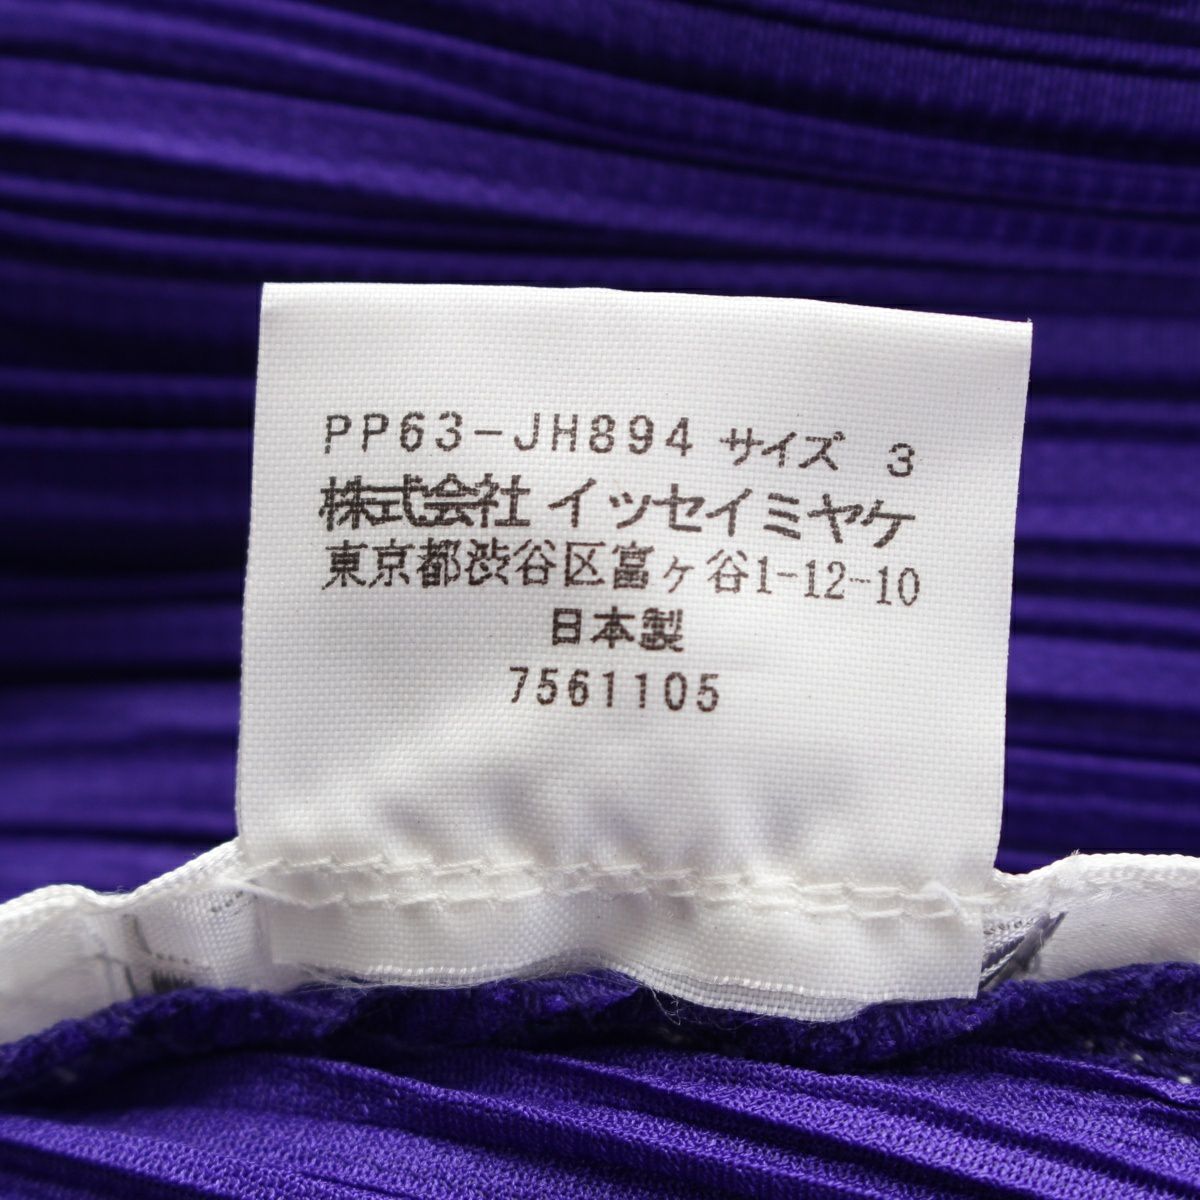 PP63-JH894 サイズ 3
株式会社 イッセイミヤケ
東京都渋谷区富ヶ谷1-12-10
日本製
7561105